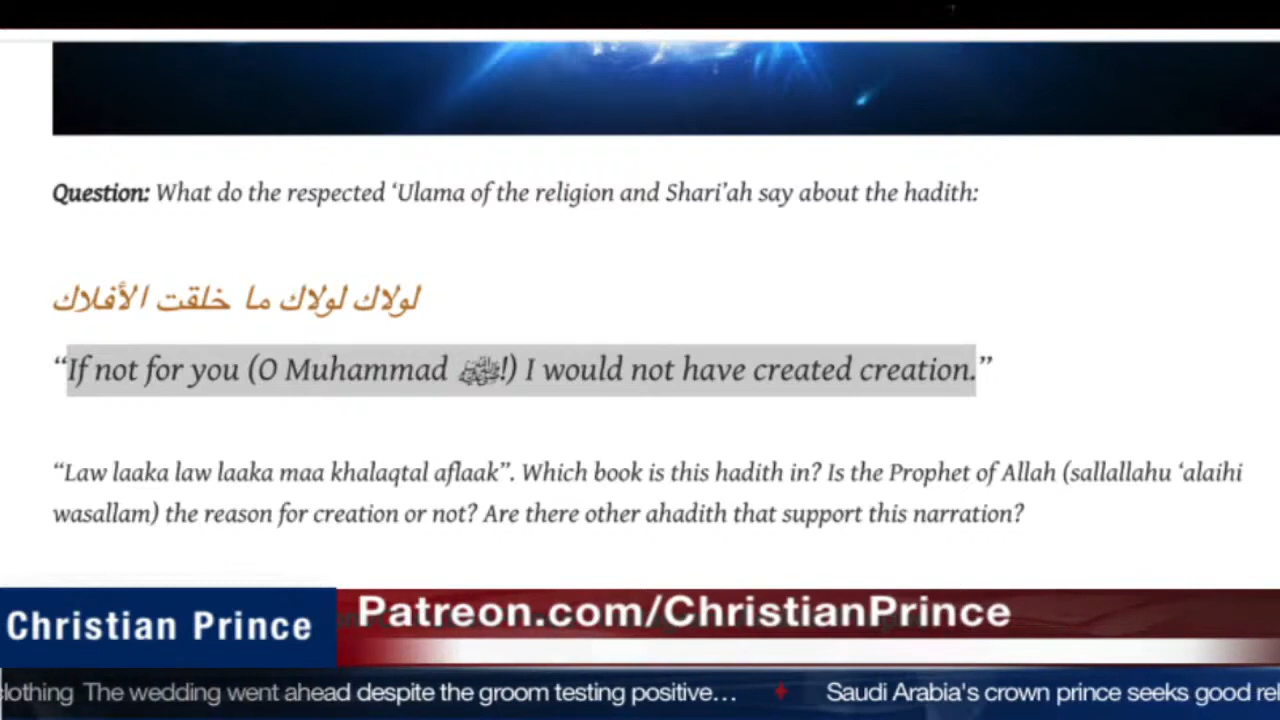 Question: What do the respected ‘Ulama of the religion and Shari’ah say about the hadith:
لولاك لولاك ما خلقت الأفلاك
“If not for you (O Muhammad ﷺ!) I would not have created creation.”
“Law laaka law laaka maa khalaqtal aflaak”. Which book is this hadith in? Is the Prophet of Allah (sallallahu ‘alaihi
wasallam) the reason for creation or not? Are there other ahadith that support this narration?
Christian Prince
Patreon.com/ChristianPrince
clothing The wedding went ahead despite the groom testing positive… Saudi Arabia's crown prince seeks good rel